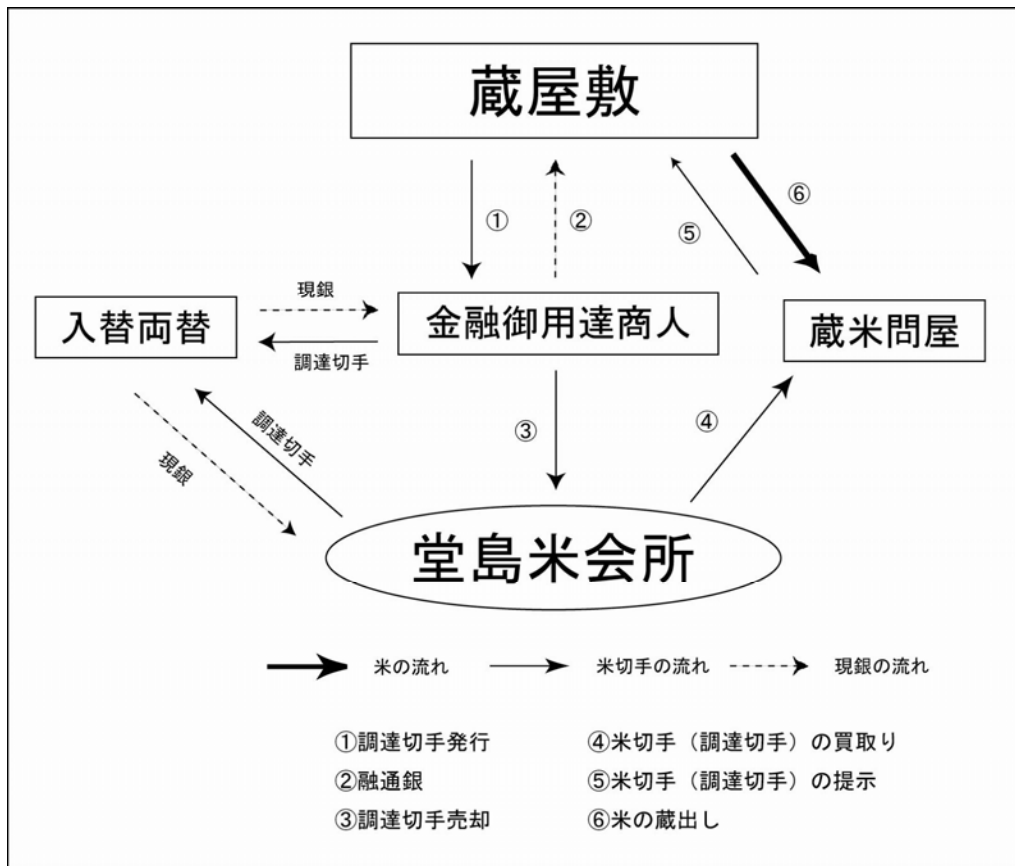 蔵屋敷
①
②
⑤
⑥
現銀
入替両替
金融御用達商人
蔵米問屋
調達切手
調達切手
現銀
③
④
堂島米会所
米の流れ
米切手の流れ
現銀の流れ
①調達切手発行
④米切手（調達切手）の買取り
②融通銀
⑤米切手（調達切手）の提示
③調達切手売却
⑥米の蔵出し